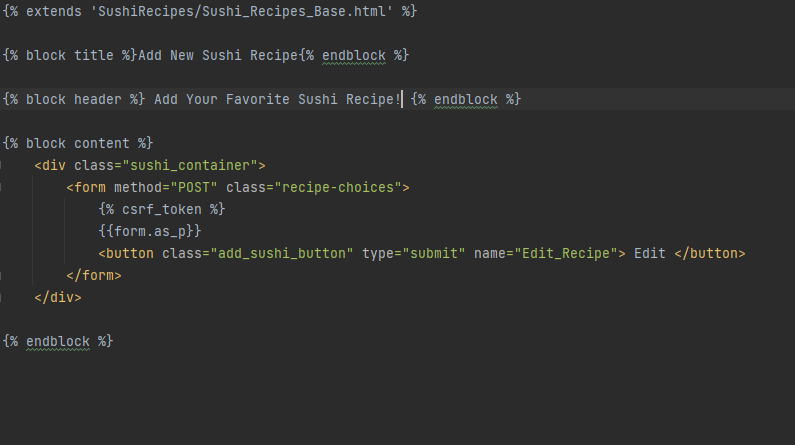 {% extends 'SushiRecipes/Sushi_Recipes_Base.html' %}
{% block title %}Add New Sushi Recipe{% endblock %}
{% block header %} Add Your Favorite Sushi Recipe! {% endblock %}
{% block content %}
<div class="sushi_container">
<form method="POST" class="recipe-choices">
{% csrf_token %}
{{form.as_p}}
<button class="add_sushi_button" type="submit" name="Edit_Recipe"> Edit </button>
</form>
</div>
{% endblock %}